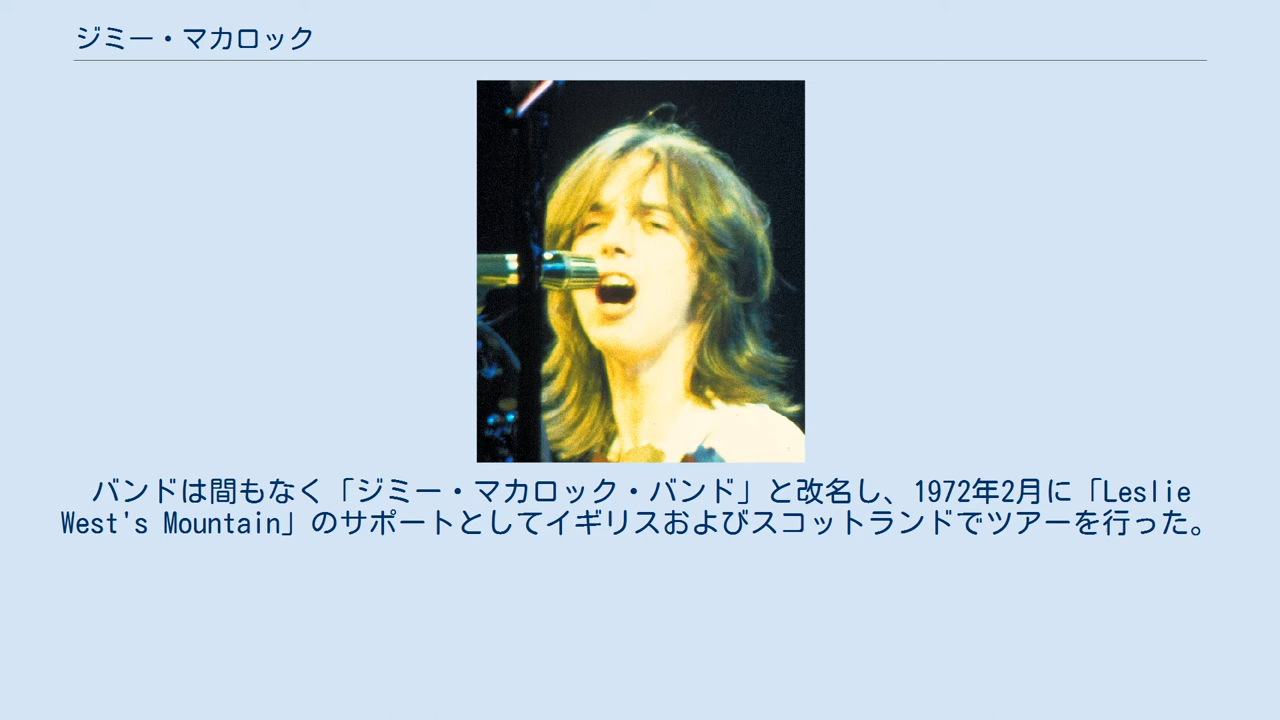 ジミー・マカロック
バンドは間もなく「ジミー・マカロック・バンド」と改名し、1972年2月に「Leslie
West's Mountain」のサポートとしてイギリスおよびスコットランドでツアーを行った。